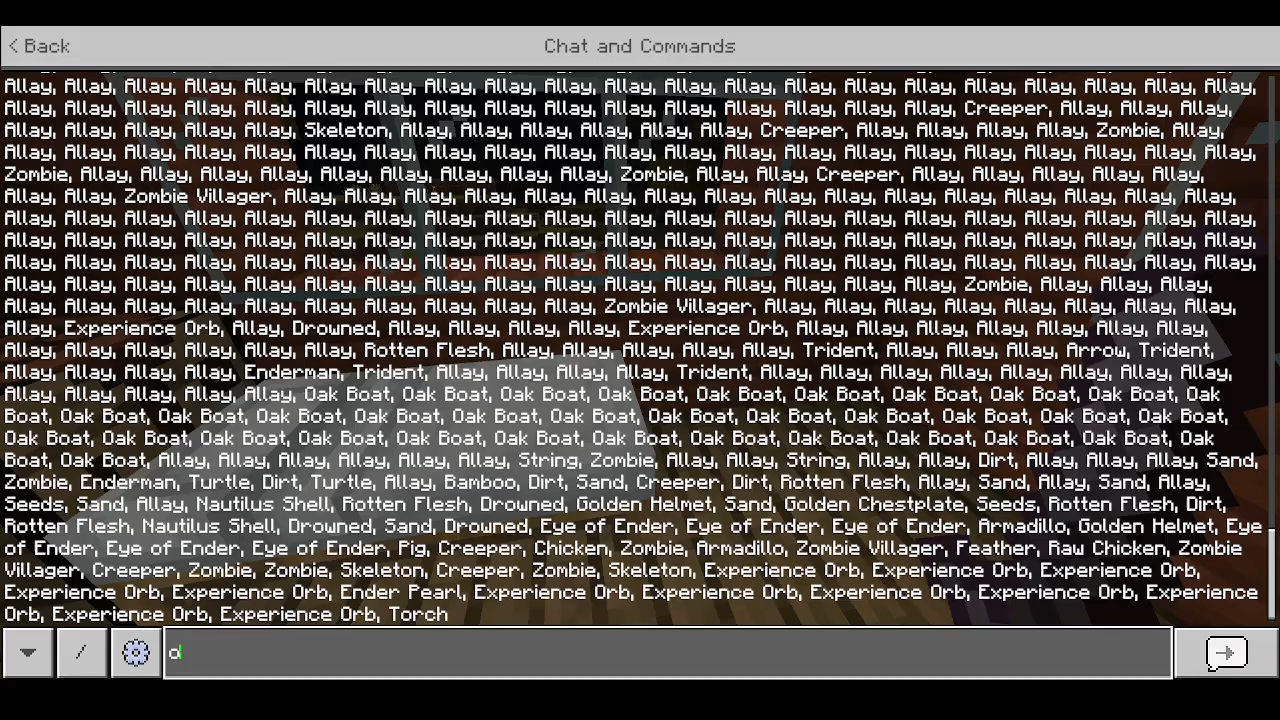 < Back
Chat and Commands
Allay, Allay, Allay, Allay, Allay, Allay, Allay, Allay, Allay, Allay, Allay, Allay, Allay, Allay, Allay, Allay, Allay, Allay, Allay, Allay, Allay,
Allay, Allay, Allay, Allay, Allay, Allay, Allay, Allay, Allay, Allay, Allay, Allay, Allay, Allay, Allay, Allay, Creeper, Allay, Allay, Allay,
Allay, Allay, Allay, Allay, Allay, Skeleton, Allay, Allay, Allay, Allay, Allay, Allay, Creeper, Allay, Allay, Allay, Allay, Zombie, Allay,
Allay, Allay, Allay, Allay, Allay, Allay, Allay, Allay, Allay, Allay, Allay, Allay, Allay, Allay, Allay, Allay, Allay, Allay, Allay, Allay, Allay,
Zombie, Allay, Allay, Allay, Allay, Allay, Allay, Allay, Allay, Allay, Zombie, Allay, Allay, Creeper, Allay, Allay, Allay, Allay, Allay,
Allay, Allay, Zombie Villager, Allay, Allay, Allay, Allay, Allay, Allay, Allay, Allay, Allay, Allay, Allay, Allay, Allay, Allay, Allay, Allay,
Allay, Allay, Allay, Allay, Allay, Allay, Allay, Allay, Allay, Allay, Allay, Allay, Allay, Allay, Allay, Allay, Allay, Allay, Allay, Allay, Allay,
Allay, Allay, Allay, Allay, Allay, Allay, Allay, Allay, Allay, Allay, Allay, Allay, Allay, Allay, Allay, Allay, Allay, Allay, Allay, Allay, Allay,
Allay, Allay, Allay, Allay, Allay, Allay, Allay, Allay, Allay, Allay, Allay, Allay, Allay, Allay, Allay, Allay, Allay, Allay, Allay, Allay, Allay,
Allay, Allay, Allay, Allay, Allay, Allay, Allay, Allay, Allay, Allay, Allay, Allay, Allay, Allay, Allay, Allay, Zombie, Allay, Allay, Allay,
Allay, Allay, Allay, Allay, Allay, Allay, Allay, Allay, Allay, Allay, Zombie Villager, Allay, Allay, Allay, Allay, Allay, Allay, Allay, Allay,
Allay, Experience Orb, Allay, Drowned, Allay, Allay, Allay, Allay, Experience Orb, Allay, Allay, Allay, Allay, Allay, Allay, Allay,
Allay, Allay, Allay, Allay, Allay, Allay, Rotten Flesh, Allay, Allay, Allay, Allay, Allay, Trident, Allay, Allay, Allay, Arrow, Trident,
Allay, Allay, Allay, Allay, Enderman, Trident, Allay, Allay, Allay, Allay, Trident, Allay, Allay, Allay, Allay, Allay, Allay, Allay, Allay,
Allay, Allay, Allay, Allay, Allay, Oak Boat, Oak Boat, Oak Boat, Oak Boat, Oak Boat, Oak Boat, Oak Boat, Oak Boat, Oak Boat, Oak
Boat, Oak Boat, Oak Boat, Oak Boat, Oak Boat, Oak Boat, Oak Boat, Oak Boat, Oak Boat, Oak Boat, Oak Boat, Oak Boat, Oak Boat,
Oak Boat, Oak Boat, Oak Boat, Oak Boat, Oak Boat, Oak Boat, Oak Boat, Oak Boat, Oak Boat, Oak Boat, Oak Boat, Oak Boat, Oak
Boat, Oak Boat, Allay, Allay, Allay, Allay, Allay, Allay, String, Zombie, Allay, Allay, String, Allay, Allay, Dirt, Allay, Allay, Allay, Sand,
Zombie, Enderman, Turtle, Dirt, Turtle, Allay, Bamboo, Dirt, Sand, Creeper, Dirt, Rotten Flesh, Allay, Sand, Allay, Sand, Allay,
Seeds, Sand, Allay, Nautilus Shell, Rotten Flesh, Drowned, Golden Helmet, Sand, Golden Chestplate, Seeds, Rotten Flesh, Dirt,
Rotten Flesh, Nautilus Shell, Drowned, Sand, Drowned, Eye of Ender, Eye of Ender, Eye of Ender, Armadillo, Golden Helmet, Eye
of Ender, Eye of Ender, Eye of Ender, Pig, Creeper, Chicken, Zombie, Armadillo, Zombie Villager, Feather, Raw Chicken, Zombie
Villager, Creeper, Zombie, Zombie, Skeleton, Creeper, Zombie, Skeleton, Experience Orb, Experience Orb, Experience Orb,
Experience Orb, Experience Orb, Ender Pearl, Experience Orb, Experience Orb, Experience Orb, Experience Orb, Experience
Orb, Experience Orb, Experience Orb, Torch
/